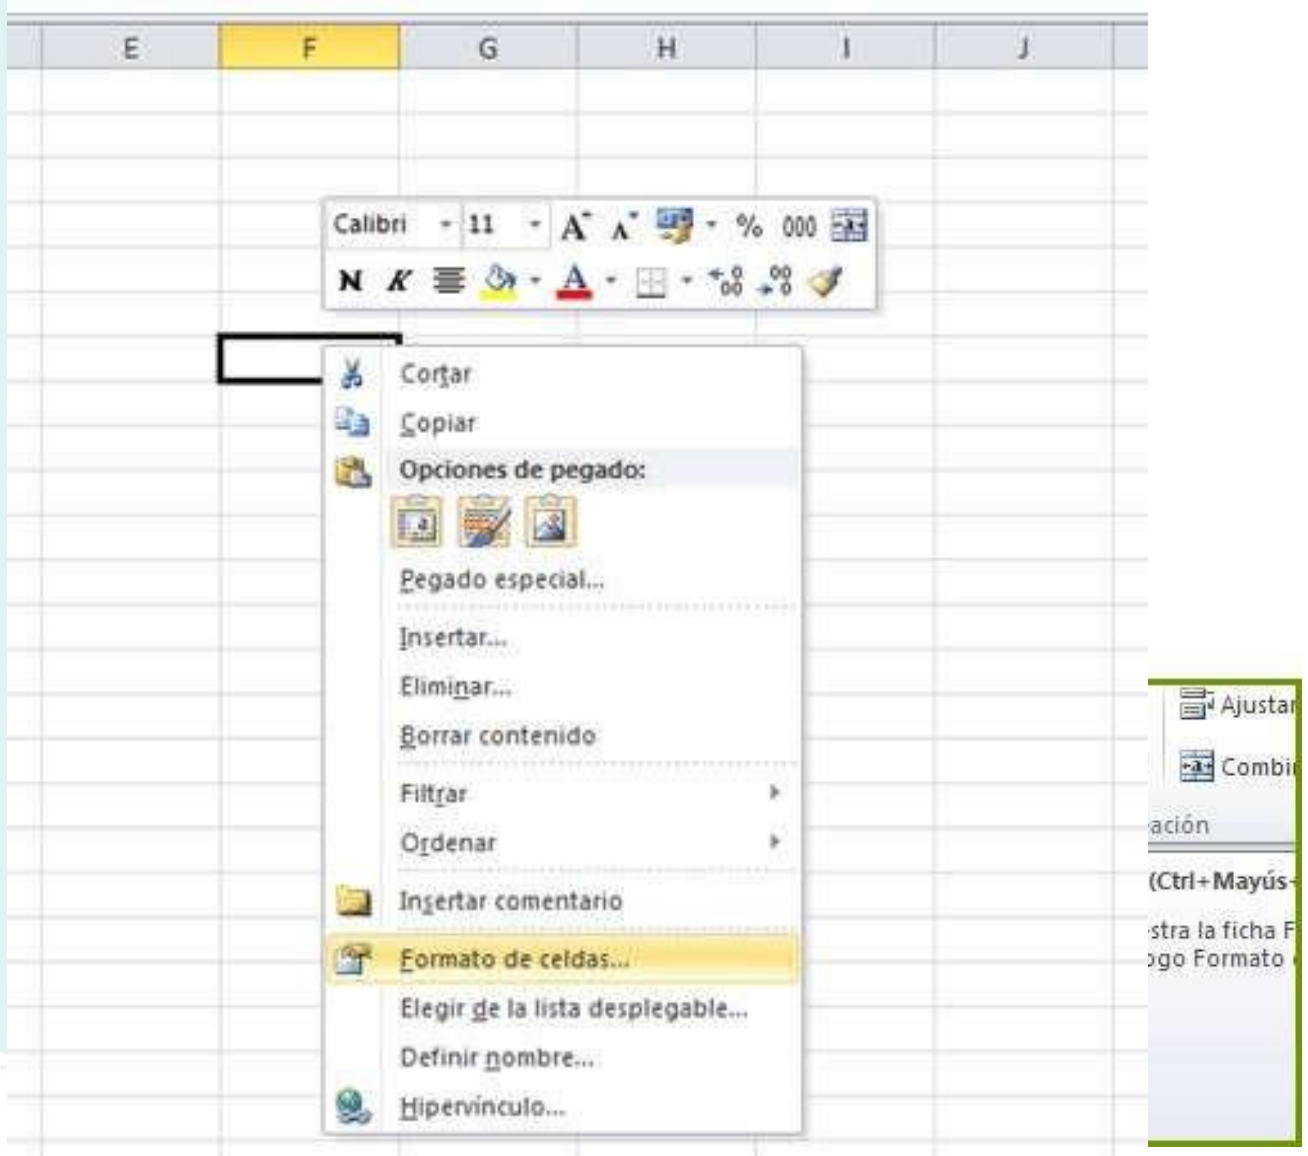 E F G H I J
Calibri 11 A A % 000
N K A 00 00
Cortar
Copiar
Opciones de pegado:
Pegado especial...
Insertar...
Eliminar...
Borrar contenido
Filtrar
Ordenar
Insertar comentario
Formato de celdas...
Elegir de la lista desplegable...
Definir nombre...
Hipervínculo...
Ajustar
Combi
ación
(Ctrl+Mayús+
stra la ficha F
ogo Formato